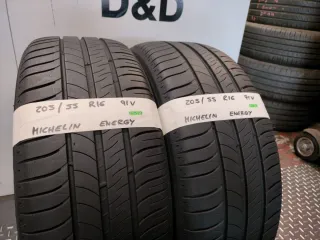 D&D
205/55 R16 91V
MICHELIN ENERGY
205/55 R16 91V
MICHELIN ENERGY